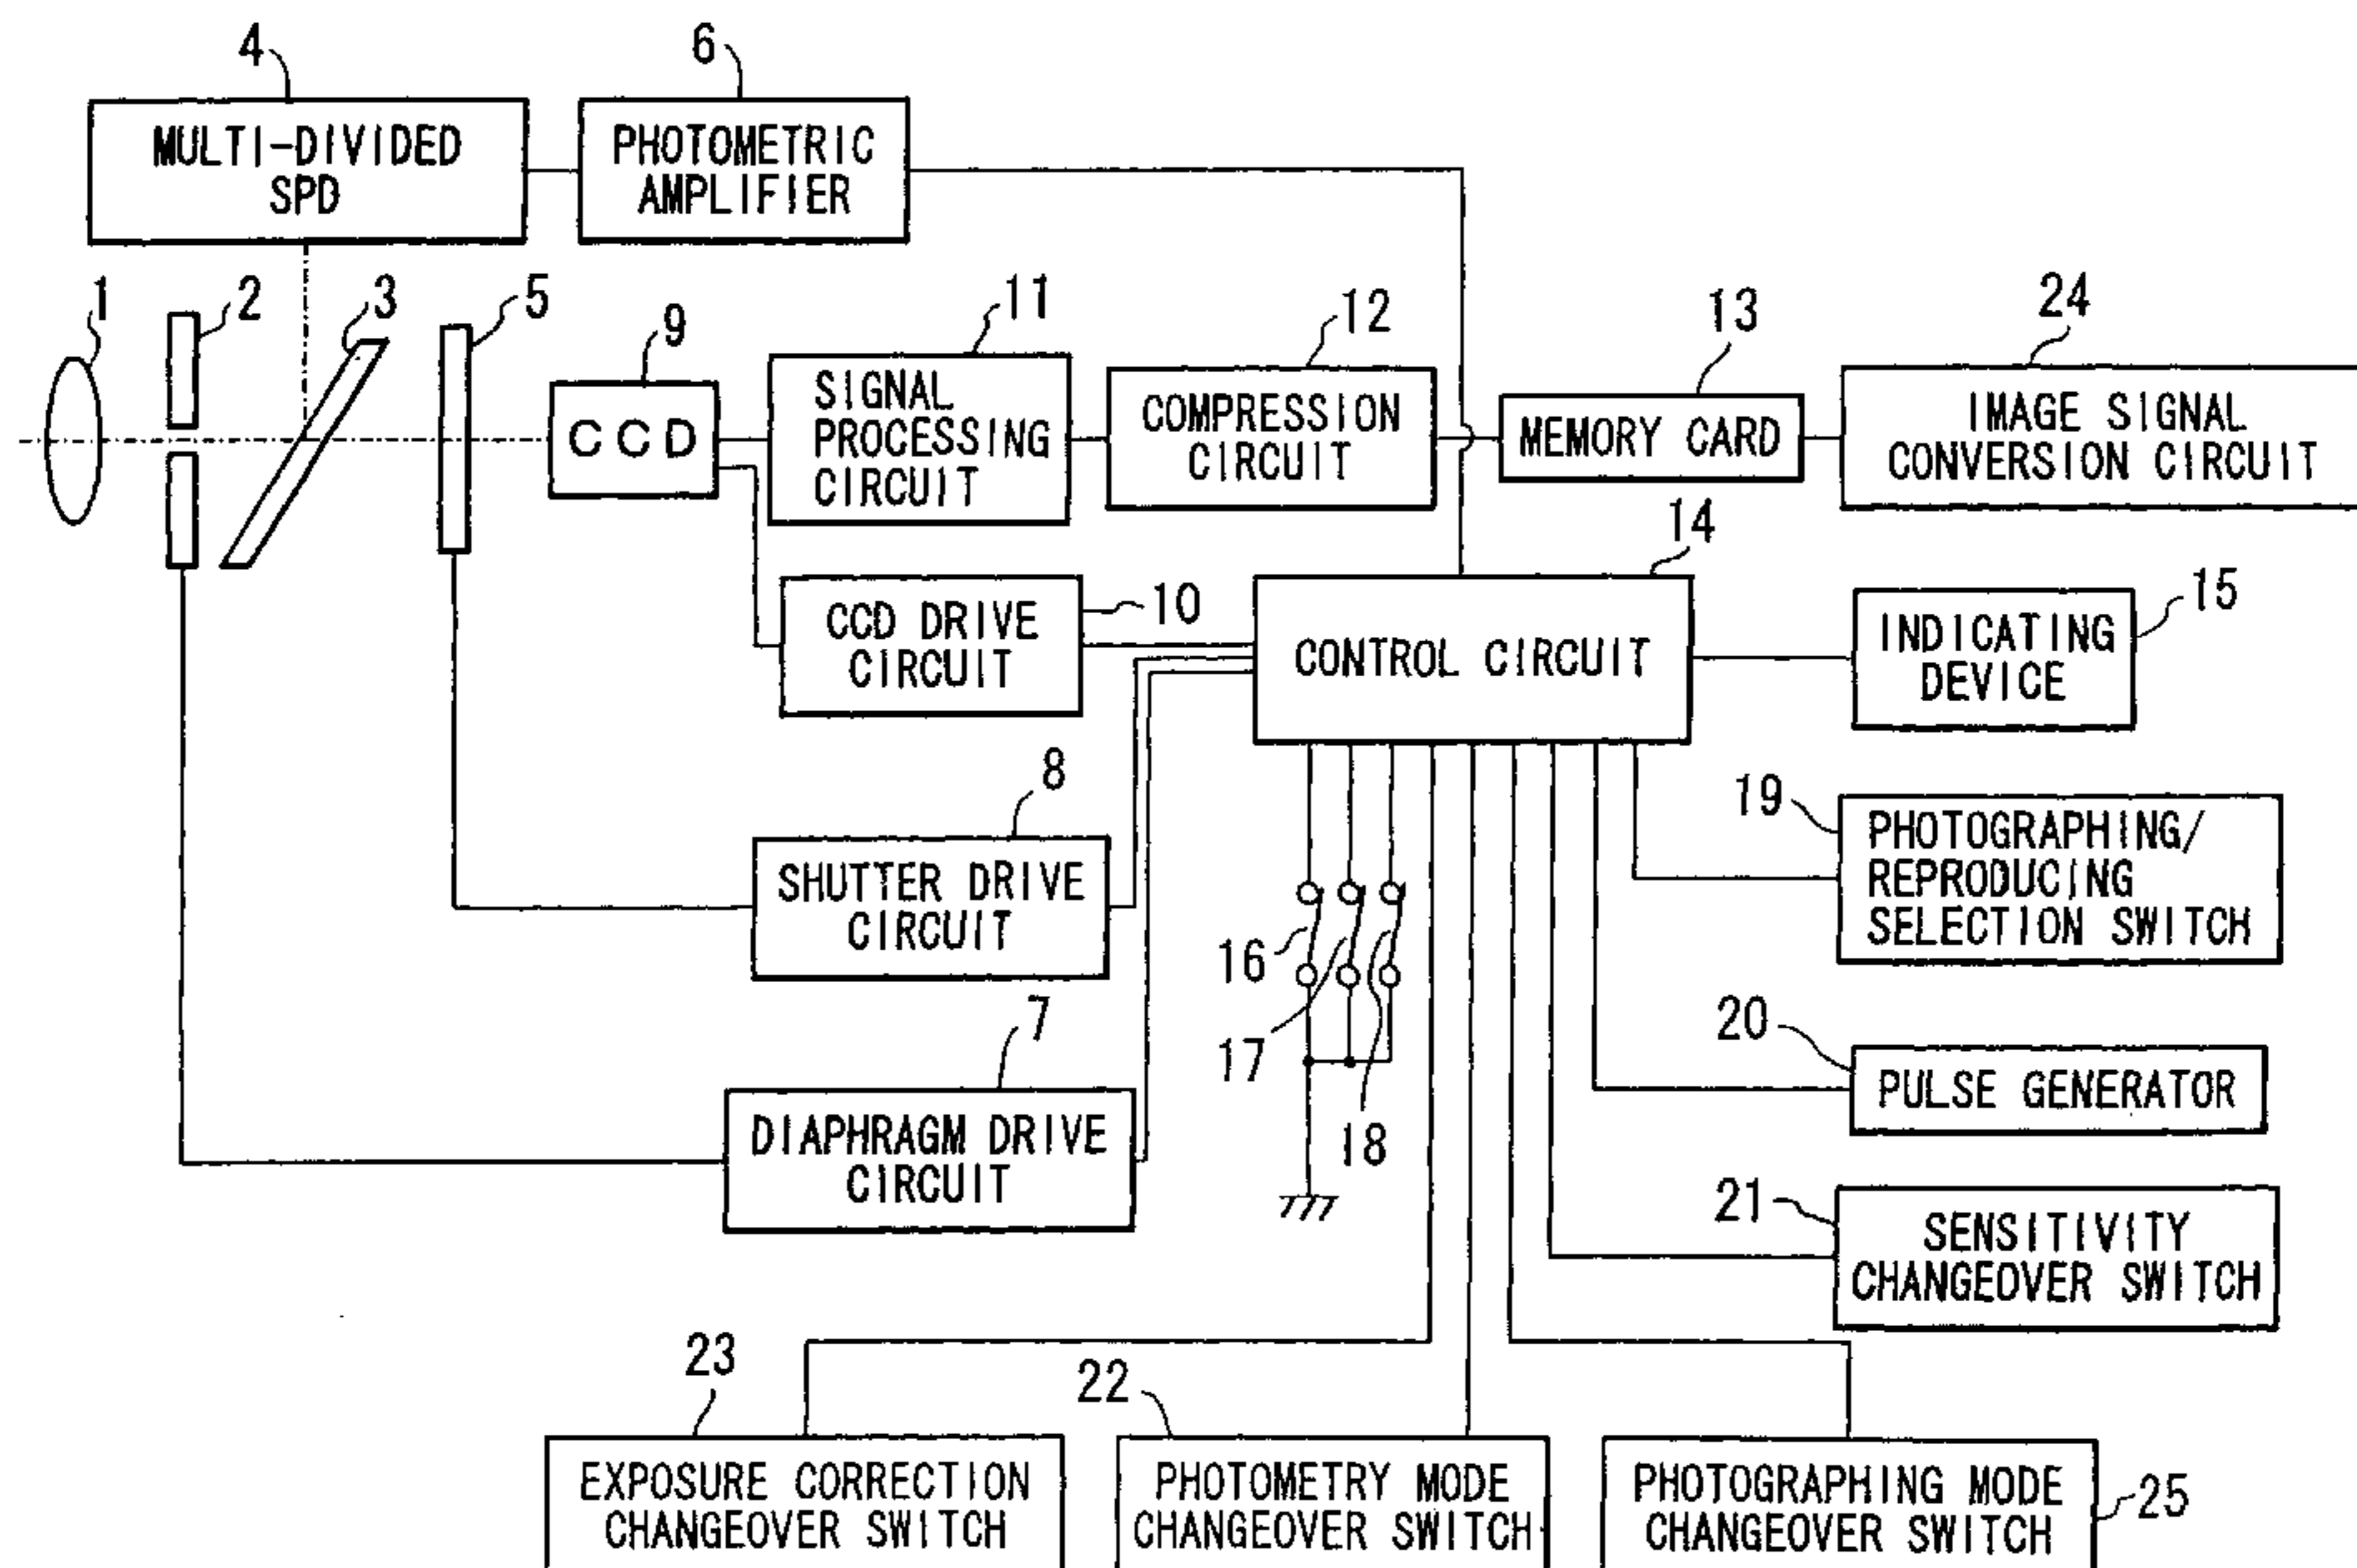 4
6
MULTI-DIVIDED
SPD
PHOTOMETRIC
AMPLIFIER
1
2
3
5
9
11
12
13
24
CCD
SIGNAL
PROCESSING
CIRCUIT
COMPRESSION
CIRCUIT
MEMORY CARD
IMAGE SIGNAL
CONVERSION CIRCUIT
14
10
15
CCD DRIVE
CIRCUIT
CONTROL CIRCUIT
INDICATING
DEVICE
8
19
SHUTTER DRIVE
CIRCUIT
PHOTOGRAPHING/
REPRODUCING
SELECTION SWITCH
16
17
18
7
20
DIAPHRAGM DRIVE
CIRCUIT
PULSE GENERATOR
21
SENSITIVITY
CHANGEOVER SWITCH
23
22
EXPOSURE CORRECTION
CHANGEOVER SWITCH
PHOTOMETRY MODE
CHANGEOVER SWITCH
PHOTOGRAPHING MODE
CHANGEOVER SWITCH
25